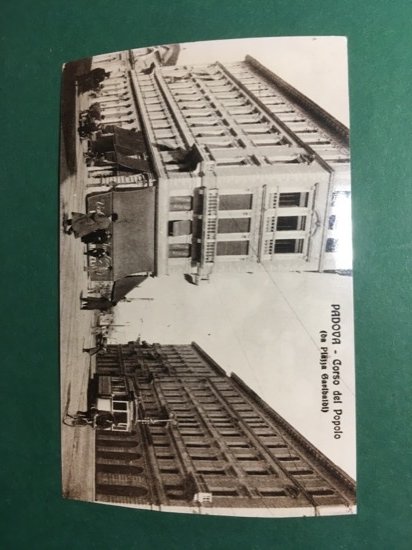 PADOVA - Corso del Popolo
(da Piazza Garibaldi)